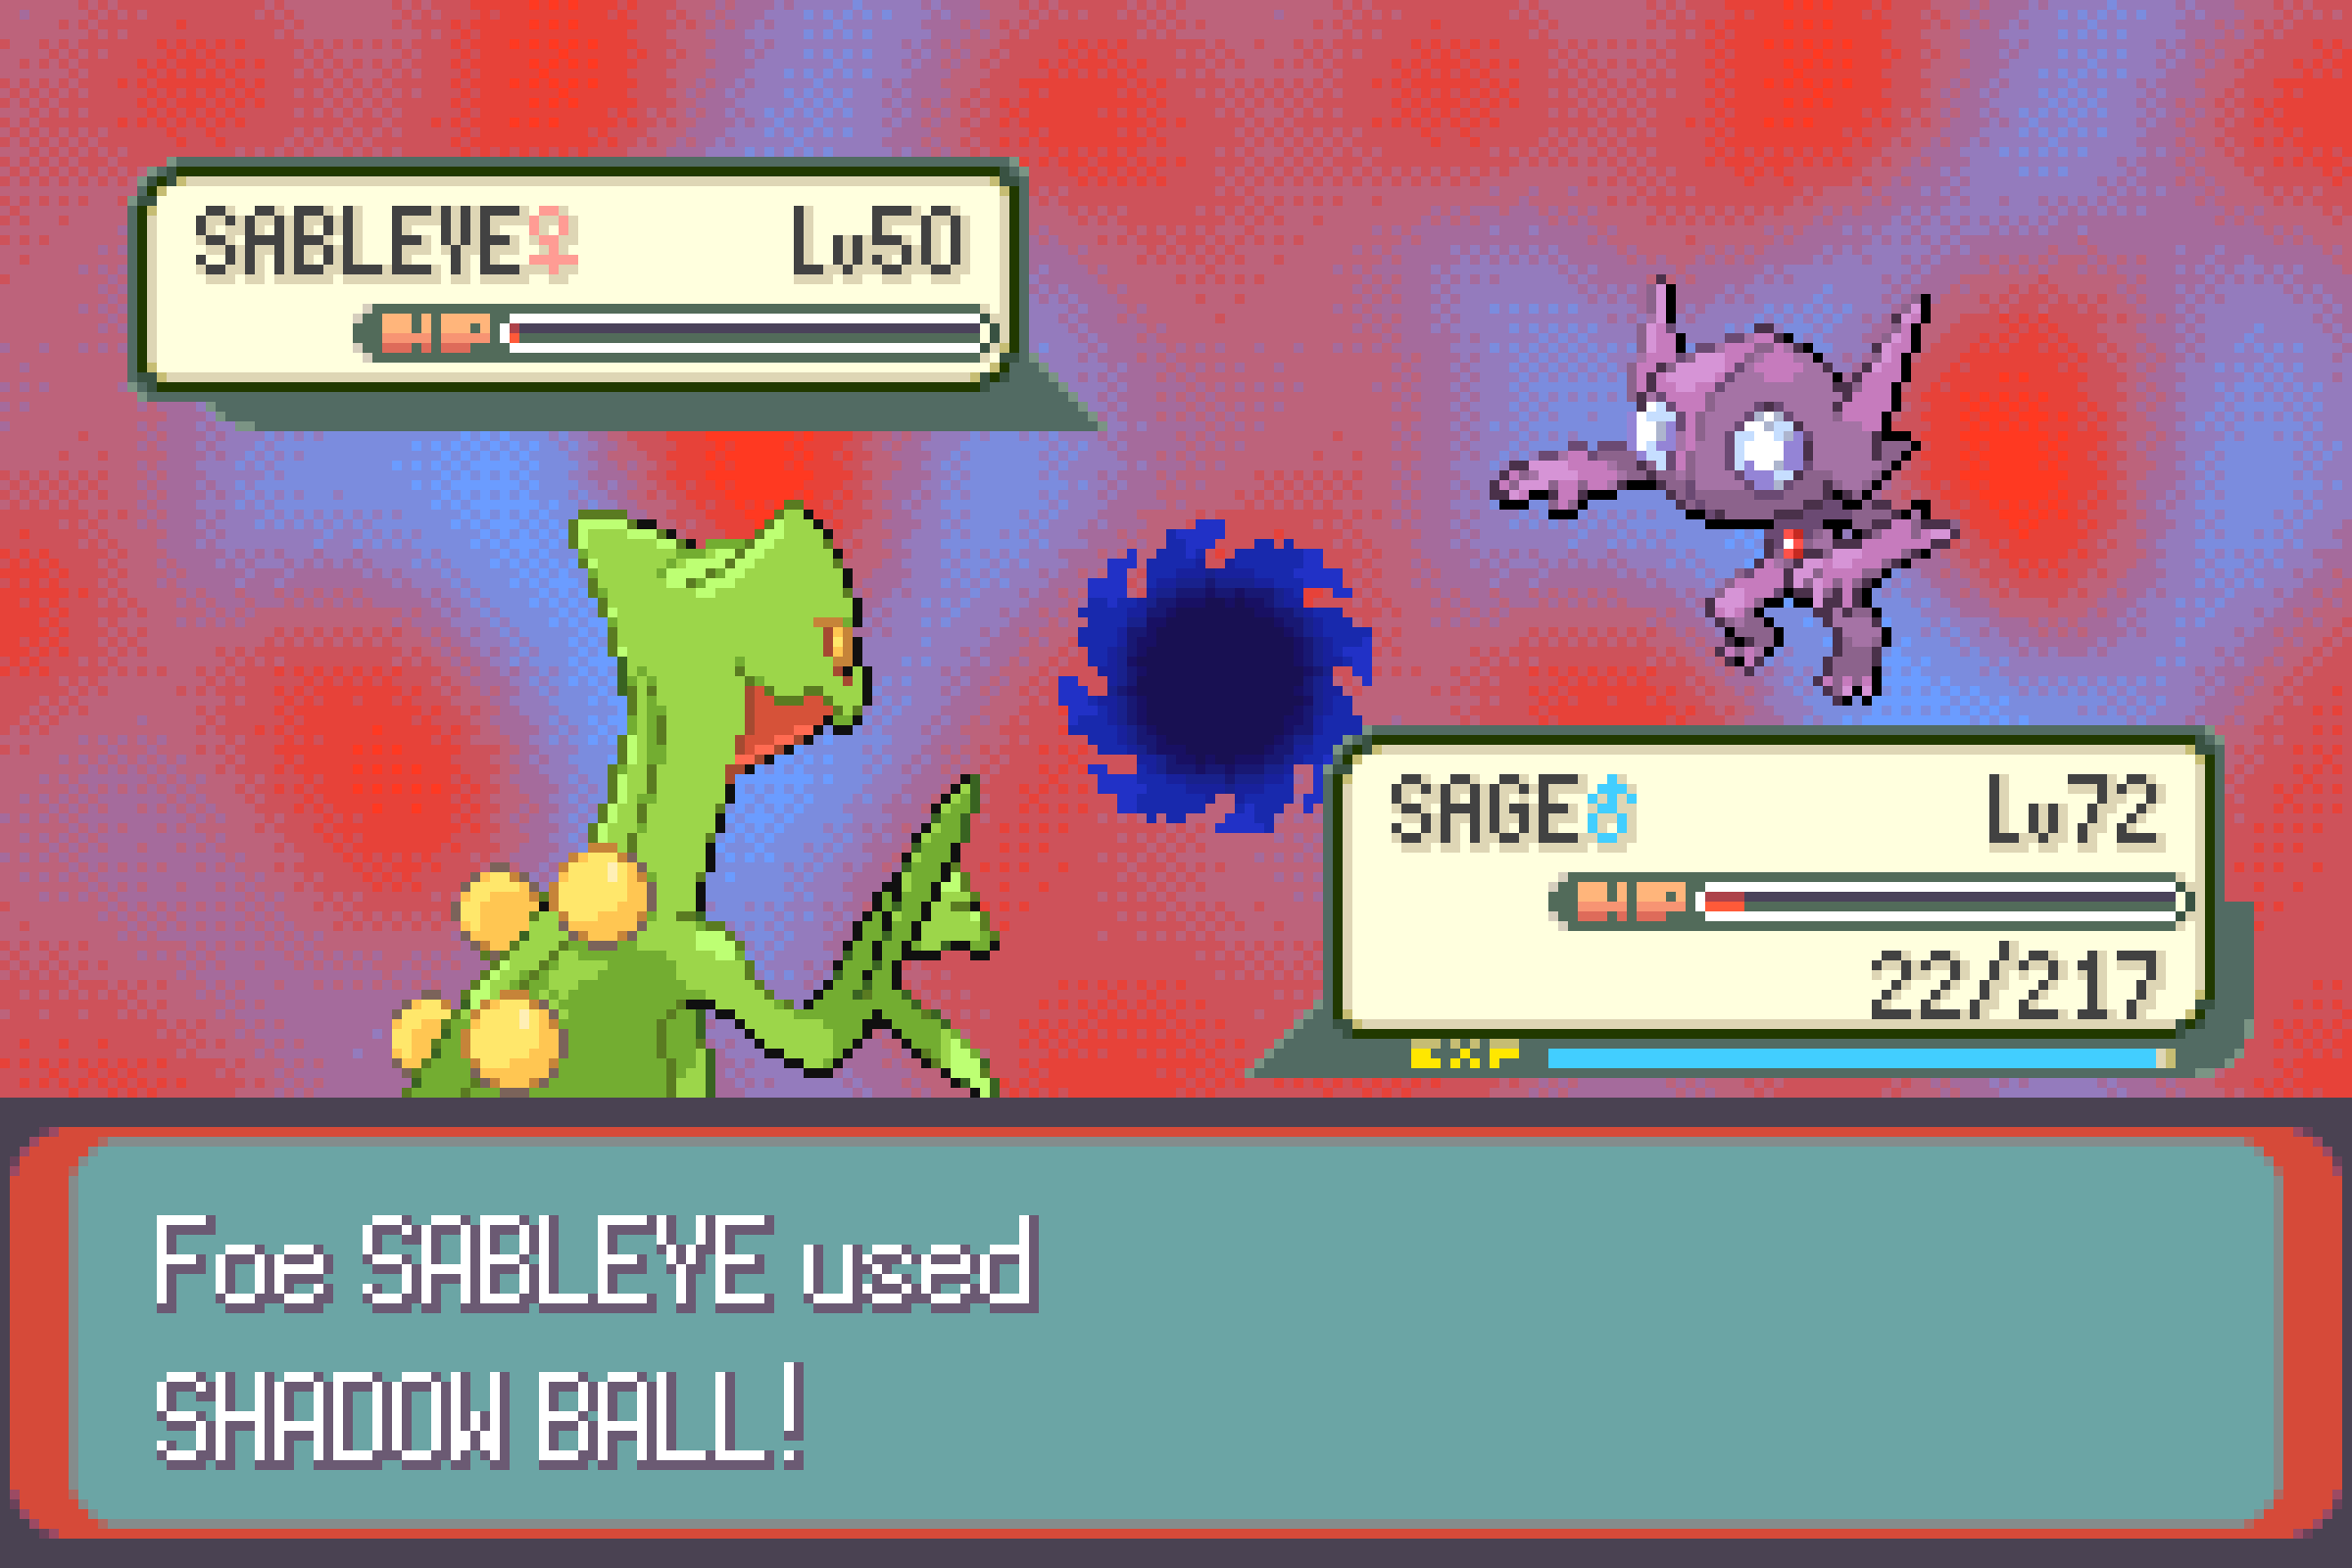 SABLEYE♀ Lv50
HP
SAGE♂ Lv72
HP
22/217
EXP
Foe SABLEYE used
SHADOW BALL!